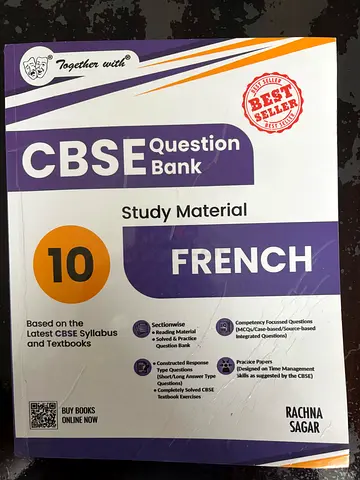 Together with®
BEST SELLER
BEST
SELLER
BEST SELLER
CBSE Question
Bank
Study Material
10
FRENCH
Based on the
Latest CBSE Syllabus
and Textbooks
Sectionwise
• Reading Material
• Solved & Practice
Question Bank
Competency Focussed Questions
(MCQs/Case-based/Source-based
Integrated Questions)
• Constructed Response
Type Questions
(Short/Long Answer Type
Questions)
• Completely Solved CBSE
Textbook Exercises
Practice Papers
(Designed on Time Management
Skills as suggested by the CBSE)
BUY BOOKS
ONLINE NOW
RACHNA
SAGAR